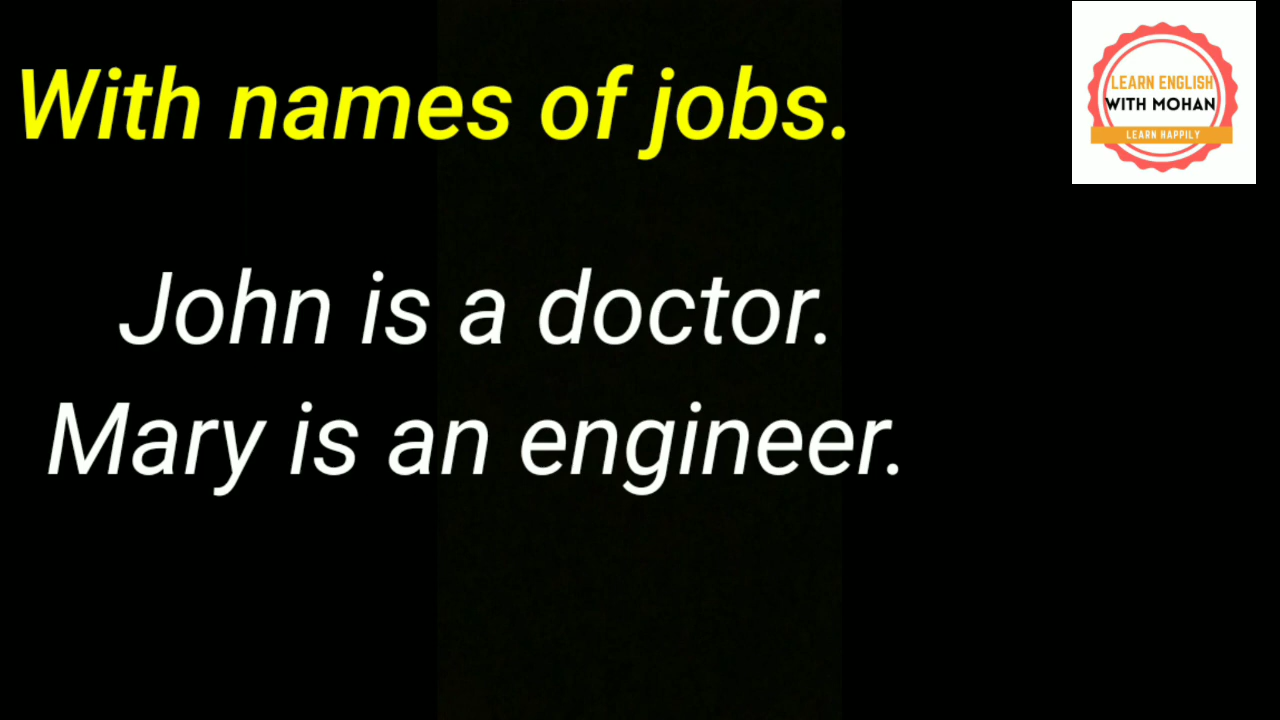 With names of jobs.
LEARN ENGLISH
WITH MOHAN
LEARN HAPPILY
John is a doctor.
Mary is an engineer.